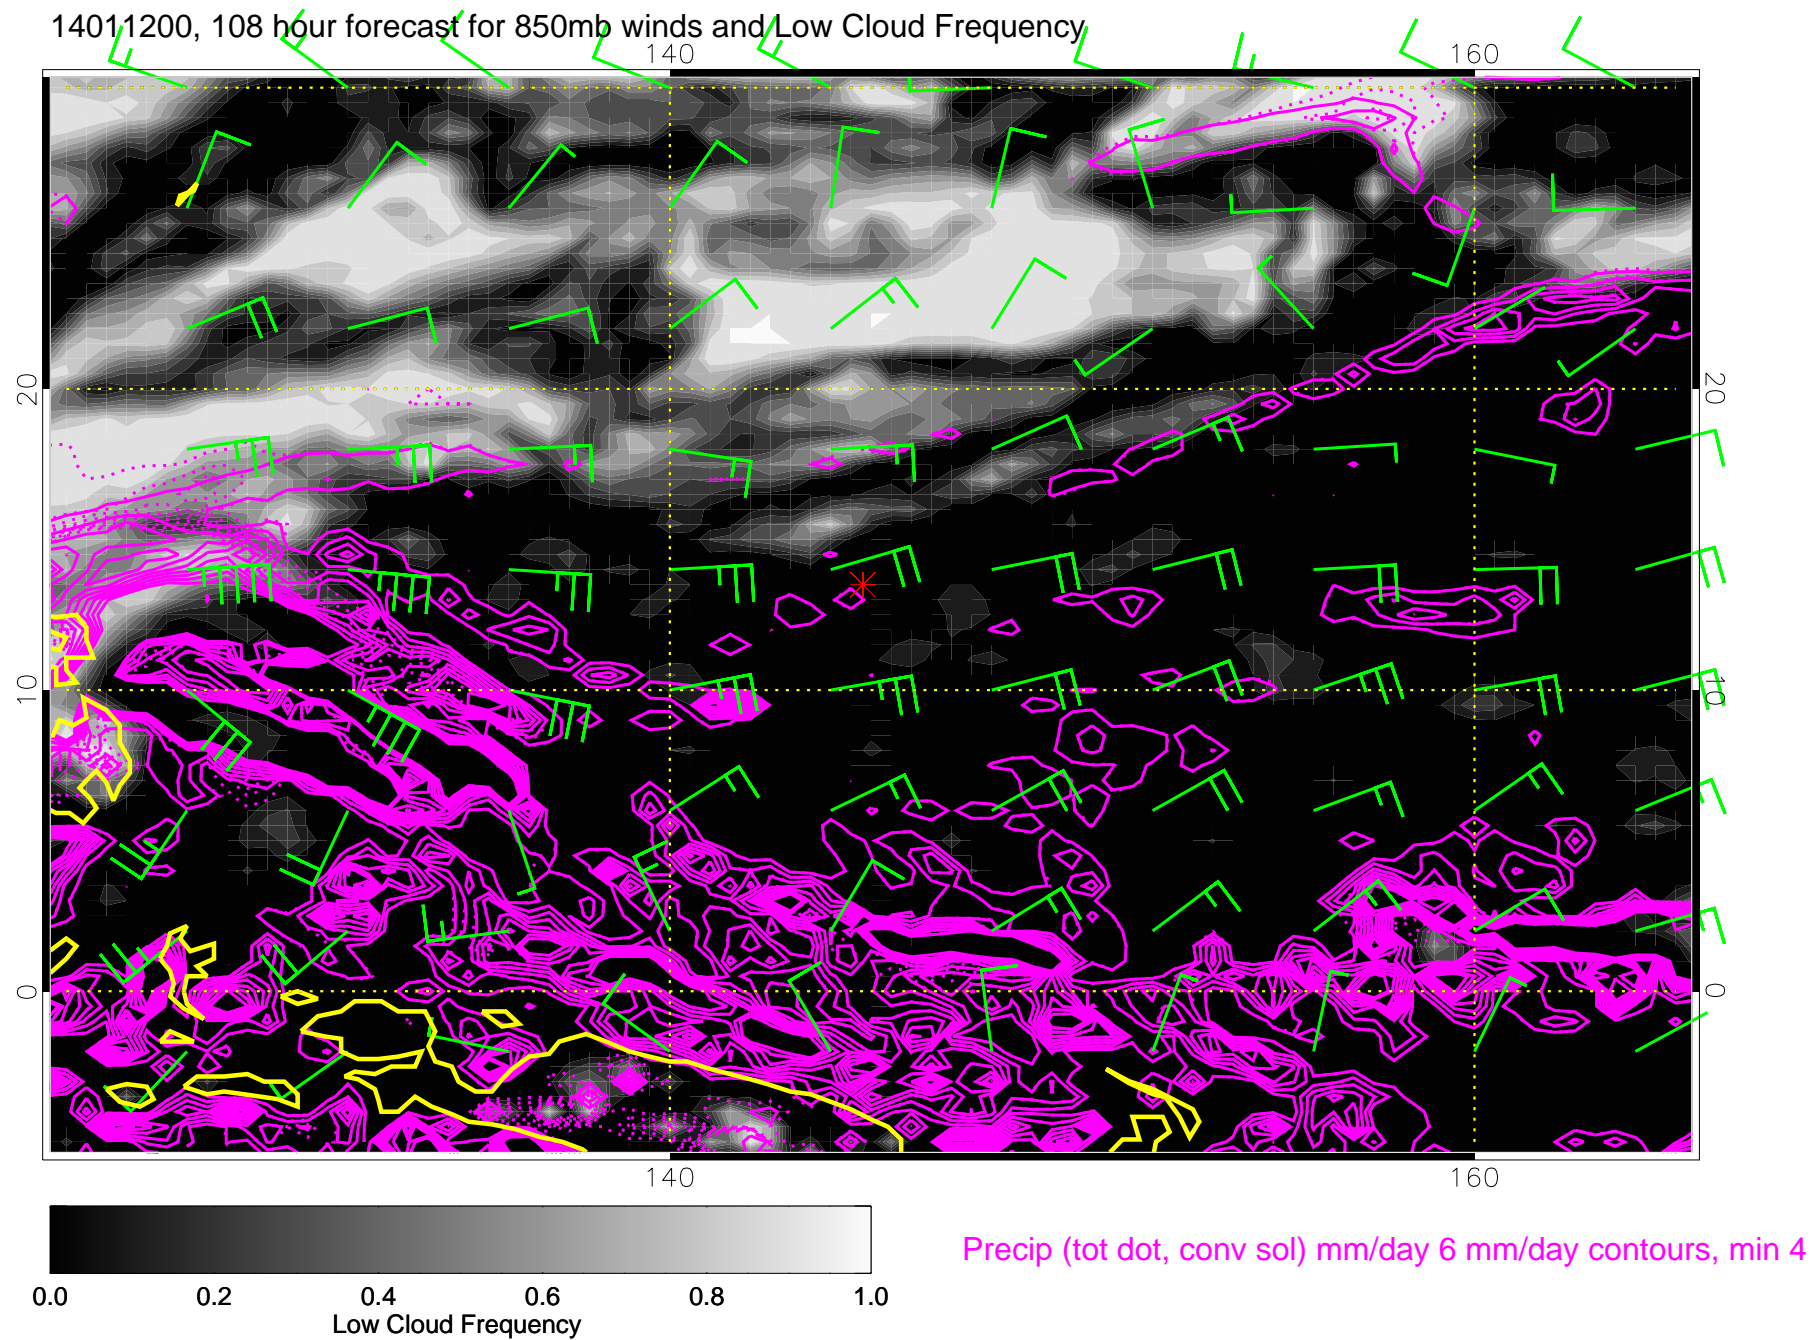 14011200, 108 hour forecast for 850mb winds and Low Cloud Frequency
140 160
20 20
10 10
0 0
140 160
Precip (tot dot, conv sol) mm/day 6 mm/day contours, min 4
0.0 0.2 0.4 0.6 0.8 1.0
Low Cloud Frequency